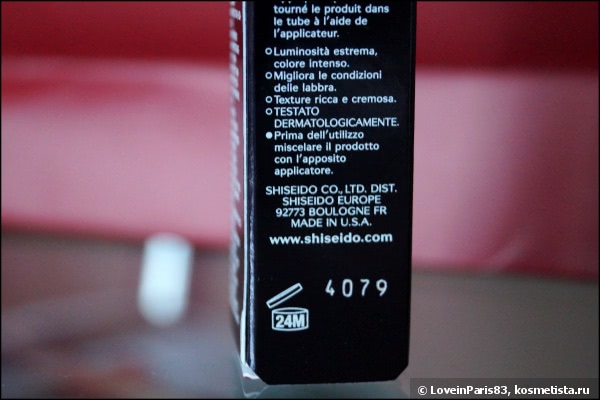 tourné le produit dans
le tube à l'aide de
l'applicateur.
Luminosità estrema,
colore intenso.
Migliora le condizioni
delle labbra.
Texture ricca e cremosa.
TESTATO
DERMATOLOGICAMENTE.
Prima dell'utilizzo
miscelare il prodotto
con l'apposito
applicatore.
SHISEIDO CO., LTD. DIST.
SHISEIDO EUROPE
92773 BOULOGNE FR
MADE IN U.S.A.
www.shiseido.com
4079
24M
© LoveinParis83, kosmetista.ru